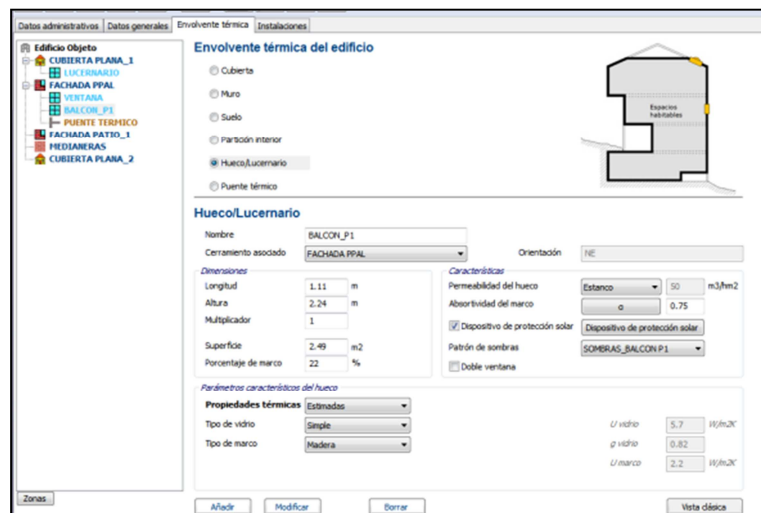 Datos administrativos Datos generales Envolvente térmica Instalaciones
Edificio Objeto
CUBIERTA PLANA_1
LUCERNARIO
FACHADA PPAL
VENTANA
BALCON_P1
PUENTE TERMICO
FACHADA PATIO_1
MEDIANERAS
CUBIERTA PLANA_2
Zonas
Envolvente térmica del edificio
Cubierta
Muro
Suelo
Partición interior
Hueco/Lucernario
Puente térmico
Espacios
habitables
Hueco/Lucernario
Nombre BALCON_P1
Cerramiento asociado FACHADA PPAL Orientación NE
Dimensiones
Longitud 1.11 m
Altura 2.24 m
Multiplicador 1
Superficie 2.49 m2
Porcentaje de marco 22 %
Características
Permeabilidad del hueco Estanco 50 m3/hm2
Absortividad del marco α 0.75
Dispositivo de protección solar Dispositivo de protección solar
Patrón de sombras SOMBRAS_BALCON P1
Doble ventana
Parámetros característicos del hueco
Propiedades térmicas Estimadas
Tipo de vidrio Simple U vidrio 5.7 W/m2K
g vidrio 0.82
Tipo de marco Madera U marco 2.2 W/m2K
Añadir Modificar Borrar Vista clásica